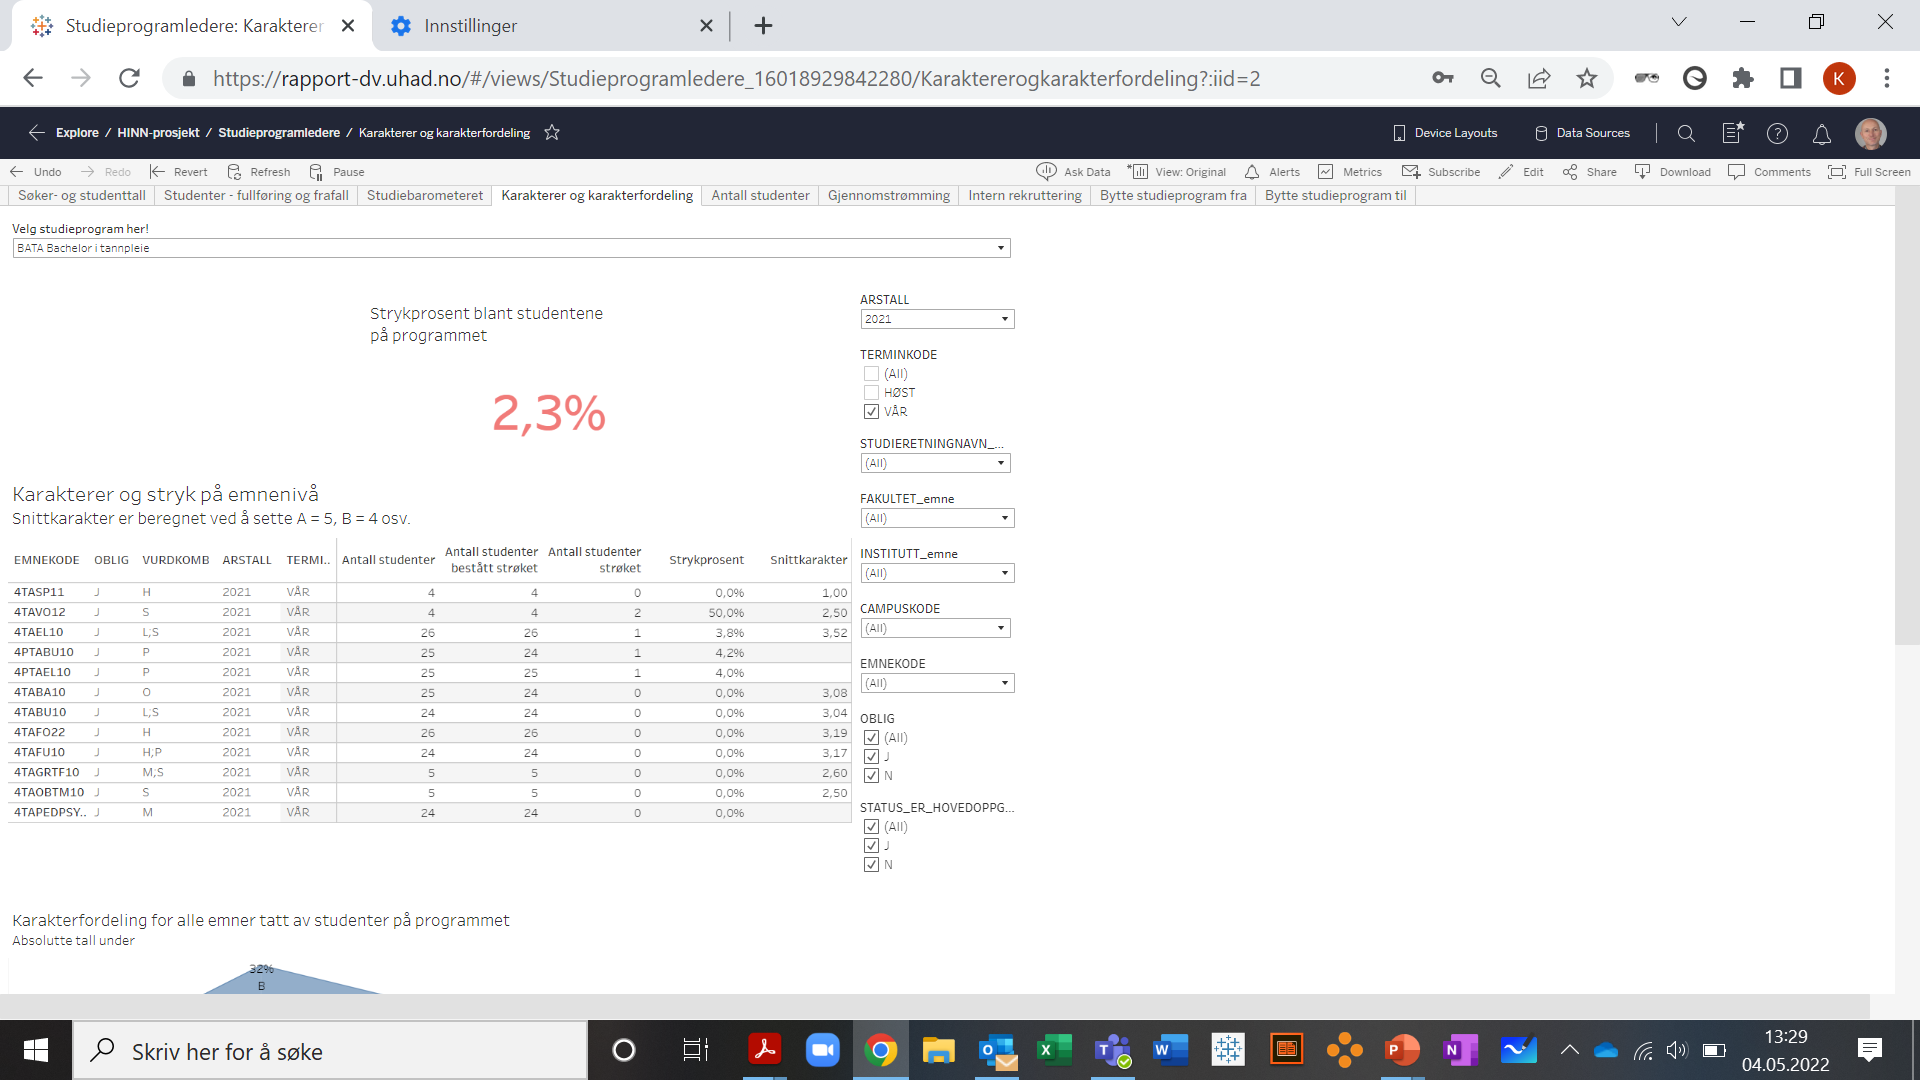 Studieprogramledere: Karakterer
Innstillinger
https://rapport-dv.uhad.no/#/views/Studieprogramledere_16018929842280/Karaktererogkarakterfordeling?:iid=2
K
Explore / HINN-prosjekt / Studieprogramledere / Karakterer og karakterfordeling
Device Layouts Data Sources
Undo Redo Revert Refresh Pause Ask Data View: Original Alerts Metrics Subscribe Edit Share Download Comments Full Screen
Søker- og studenttall Studenter - fullføring og frafall Studiebarometeret Karakterer og karakterfordeling Antall studenter Gjennomstrømming Intern rekruttering Bytte studieprogram fra Bytte studieprogram til
Velg studieprogram her!
BATA Bachelor i tannpleie
Strykprosent blant studentene
på programmet
2,3%
Karakterer og stryk på emnenivå
Snittkarakter er beregnet ved å sette A = 5, B = 4 osv.
EMNEKODE OBLIG VURDKOMB ARSTALL TERMI.. Antall studenter Antall studenter bestått strøket Antall studenter strøket Strykprosent Snittkarakter
4TASP11 J H 2021 VÅR 4 4 0 0,0% 1,00
4TAVO12 J S 2021 VÅR 4 4 2 50,0% 2,50
4TAEL10 J L;S 2021 VÅR 26 26 1 3,8% 3,52
4PTABU10 J P 2021 VÅR 25 24 1 4,2%
4PTAEL10 J P 2021 VÅR 25 25 1 4,0%
4TABA10 J O 2021 VÅR 25 24 0 0,0% 3,08
4TABU10 J L;S 2021 VÅR 24 24 0 0,0% 3,04
4TAFO22 J H 2021 VÅR 26 26 0 0,0% 3,19
4TAFU10 J H;P 2021 VÅR 24 24 0 0,0% 3,17
4TAGRTF10 J M;S 2021 VÅR 5 5 0 0,0% 2,60
4TAOBTM10 J S 2021 VÅR 5 5 0 0,0% 2,50
4TAPEDPSY.. J M 2021 VÅR 24 24 0 0,0%
ARSTALL
2021
TERMINKODE
(All)
HØST
VÅR
STUDIERETNINGNAVN_...
(All)
FAKULTET_emne
(All)
INSTITUTT_emne
(All)
CAMPUSKODE
(All)
EMNEKODE
(All)
OBLIG
(All)
J
N
STATUS_ER_HOVEDOPPG...
(All)
J
N
Karakterfordeling for alle emner tatt av studenter på programmet
Absolutte tall under
32%
B
Skriv her for å søke
13:29
04.05.2022